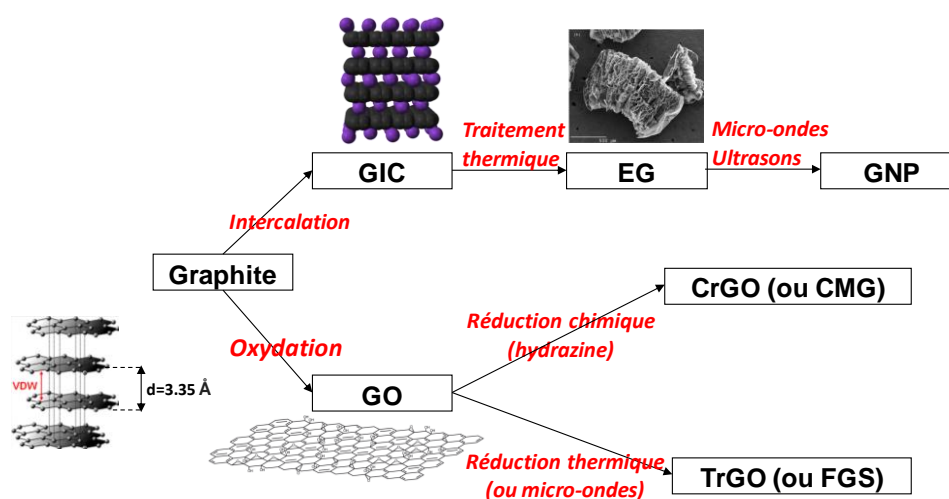 Traitement
thermique
Micro-ondes
Ultrasons
GIC
EG
GNP
Intercalation
Graphite
CrGO (ou CMG)
Réduction chimique
(hydrazine)
Oxydation
VDW
d=3.35 Å
GO
Réduction thermique
(ou micro-ondes)
TrGO (ou FGS)